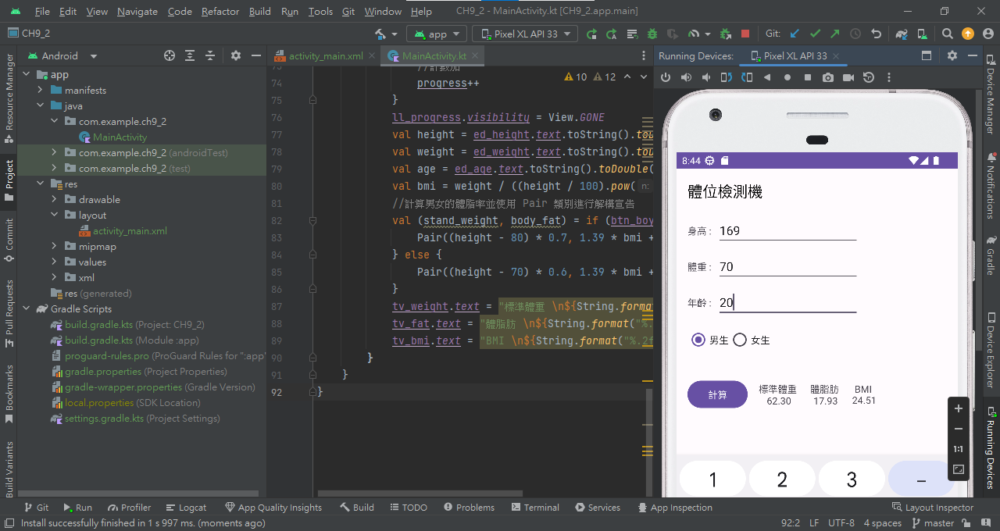 File Edit View Navigate Code Refactor Build Run Tools Git Window Help CH9_2 - MainActivity.kt [CH9_2.app.main]
CH9_2 app Pixel XL API 33 Git:
Android activity_main.xml MainActivity.kt Running Devices: Pixel XL API 33
Resource Manager
Project
Commit
Pull Requests
Bookmarks
Build Variants
app
manifests
java
com.example.ch9_2
MainActivity
com.example.ch9_2 (androidTest)
com.example.ch9_2 (test)
res
drawable
layout
activity_main.xml
mipmap
values
xml
res (generated)
Gradle Scripts
build.gradle.kts (Project: CH9_2)
build.gradle.kts (Module :app)
proguard-rules.pro (ProGuard Rules for ":app"
gradle.properties (Project Properties)
gradle-wrapper.properties (Gradle Version)
local.properties (SDK Location)
settings.gradle.kts (Project Settings)
10 12
73 //計數加
74 progress++
75 }
76 ll_progress.visibility = View.GONE
77 val height = ed_height.text.toString().toD
78 val weight = ed_weight.text.toString().toD
79 val age = ed_age.text.toString().toDouble(
80 val bmi = weight / ((height / 100).pow( n:
81 //計算男女的體脂率並使用 Pair 類別進行解構宣告
82 val (stand_weight, body_fat) = if (btn_boy
83 Pair((height - 80) * 0.7, 1.39 * bmi +
84 } else {
85 Pair((height - 70) * 0.6, 1.39 * bmi +
86 }
87 tv_weight.text = "標準體重 \n${String.format
88 tv_fat.text = "體脂肪 \n${String.format("%.
89 tv_bmi.text = "BMI \n${String.format("%.2f
90 }
91 }
92 }
8:44
體位檢測機
身高： 169
體重： 70
年齡： 20
男生 女生
計算 標準體重 體脂肪 BMI
62.30 17.93 24.51
1 2 3 –
+
−
1:1
Device Manager
Notifications
Gradle
Device Explorer
Running Devices
Git Run Profiler Logcat App Quality Insights Build TODO Problems Terminal Services App Inspection Layout Inspector
Install successfully finished in 1 s 997 ms. (moments ago) 92:2 LF UTF-8 4 spaces master